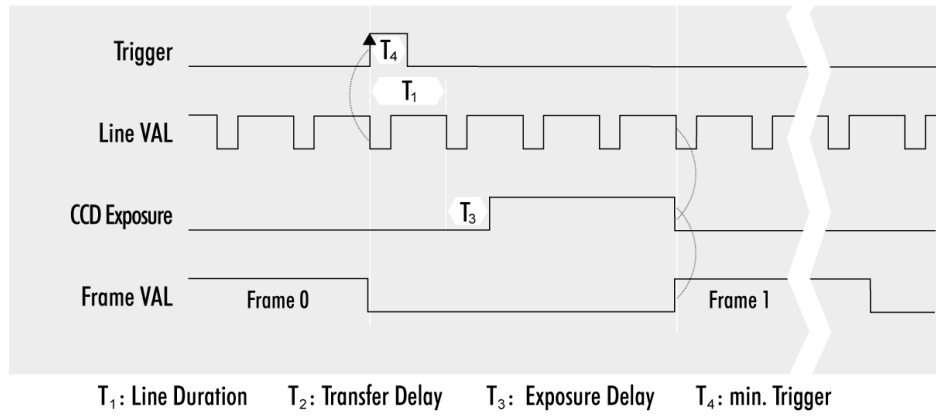 Trigger
T₄
T₁
Line VAL
CCD Exposure
T₃
Frame VAL
Frame 0
Frame 1
T₁: Line Duration T₂: Transfer Delay T₃: Exposure Delay T₄: min. Trigger